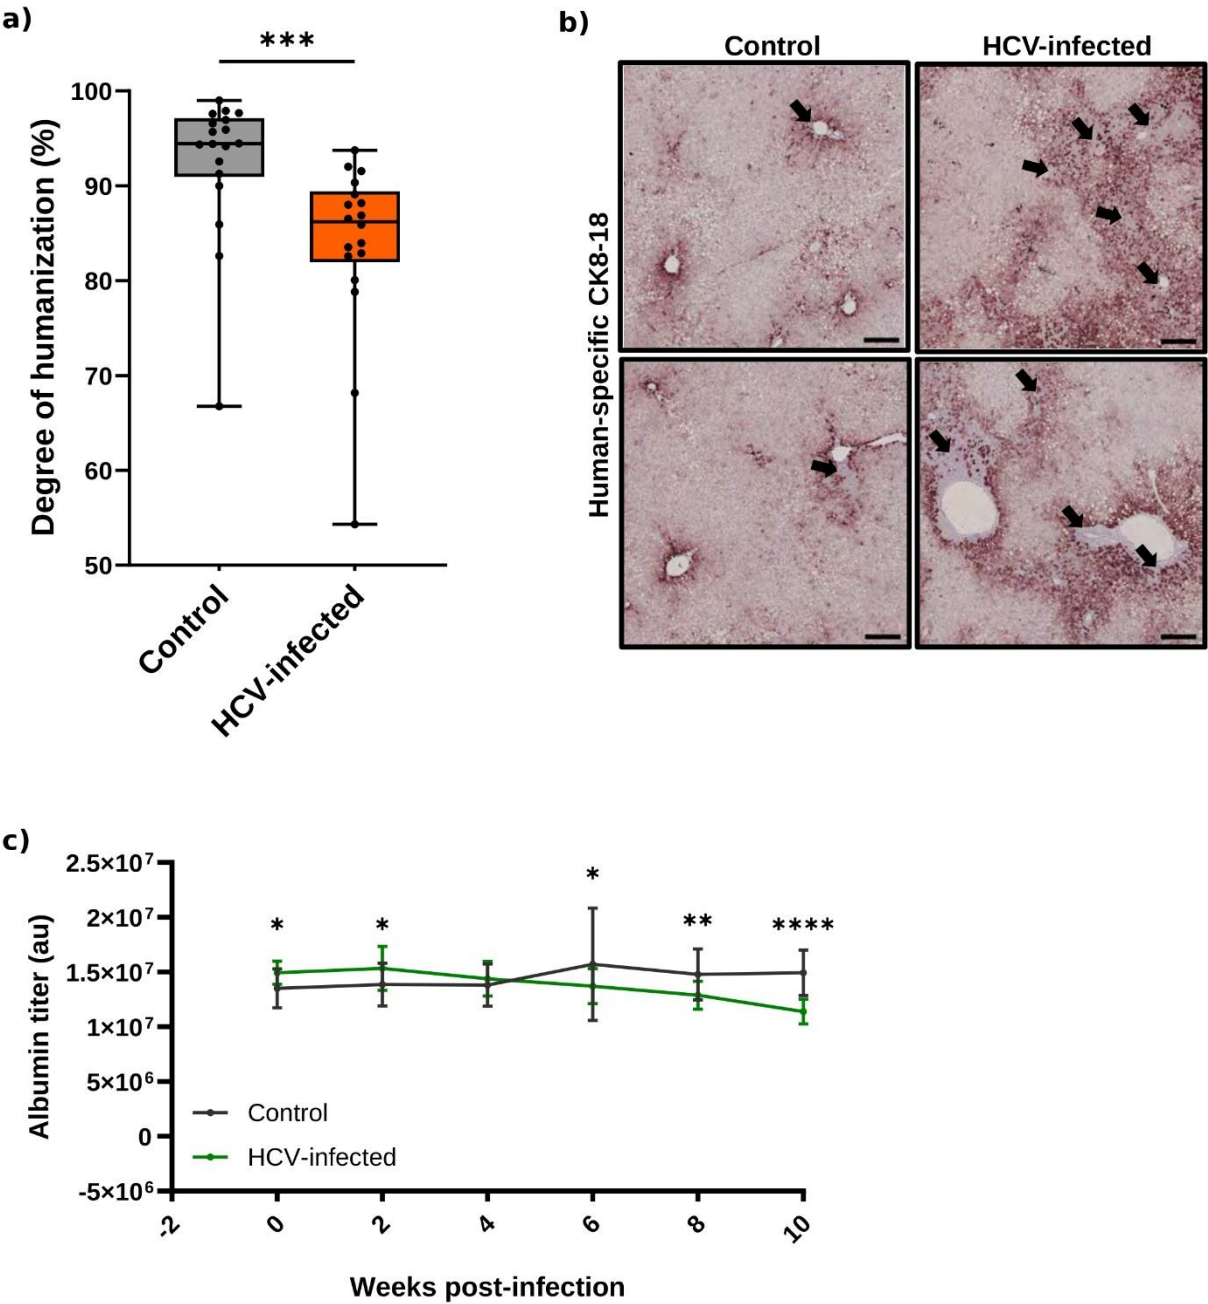 a)
***
100
90
80
70
60
50
Degree of humanization (%)
Control
HCV-infected
b)
Control
HCV-infected
Human-specific CK8-18
c)
2.5×10⁷
2×10⁷
1.5×10⁷
1×10⁷
5×10⁶
0
-5×10⁶
Albumin titer (au)
*
*
*
**
****
Control
HCV-infected
-2
0
2
4
6
8
10
Weeks post-infection